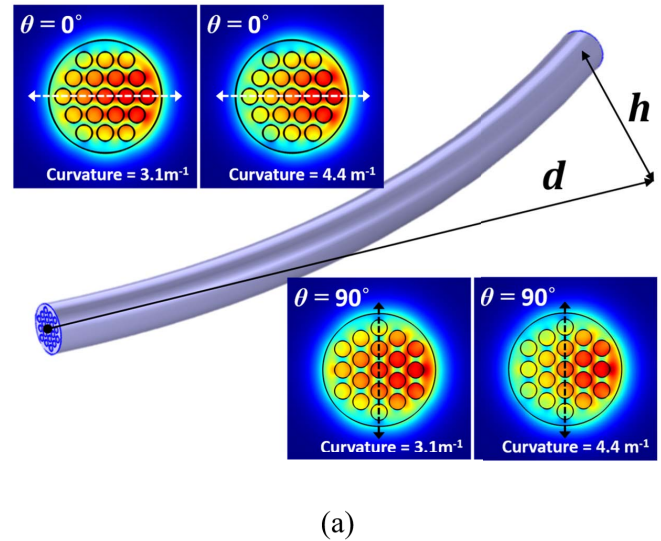 θ = 0°
θ = 0°
Curvature = 3.1m⁻¹
Curvature = 4.4 m⁻¹
h
d
θ = 90°
θ = 90°
Curvature = 3.1m⁻¹
Curvature = 4.4 m⁻¹
(a)